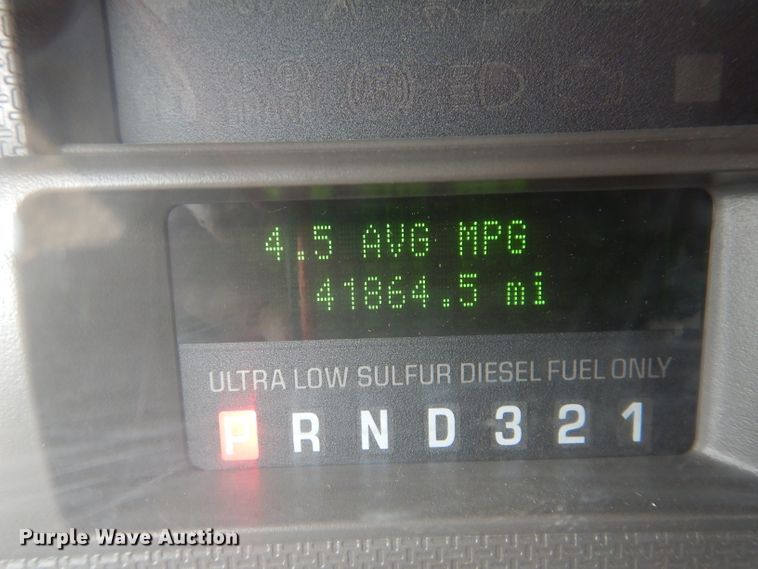 4.5 AVG MPG
41864.5 mi
ULTRA LOW SULFUR DIESEL FUEL ONLY
P R N D 3 2 1
Purple Wave Auction